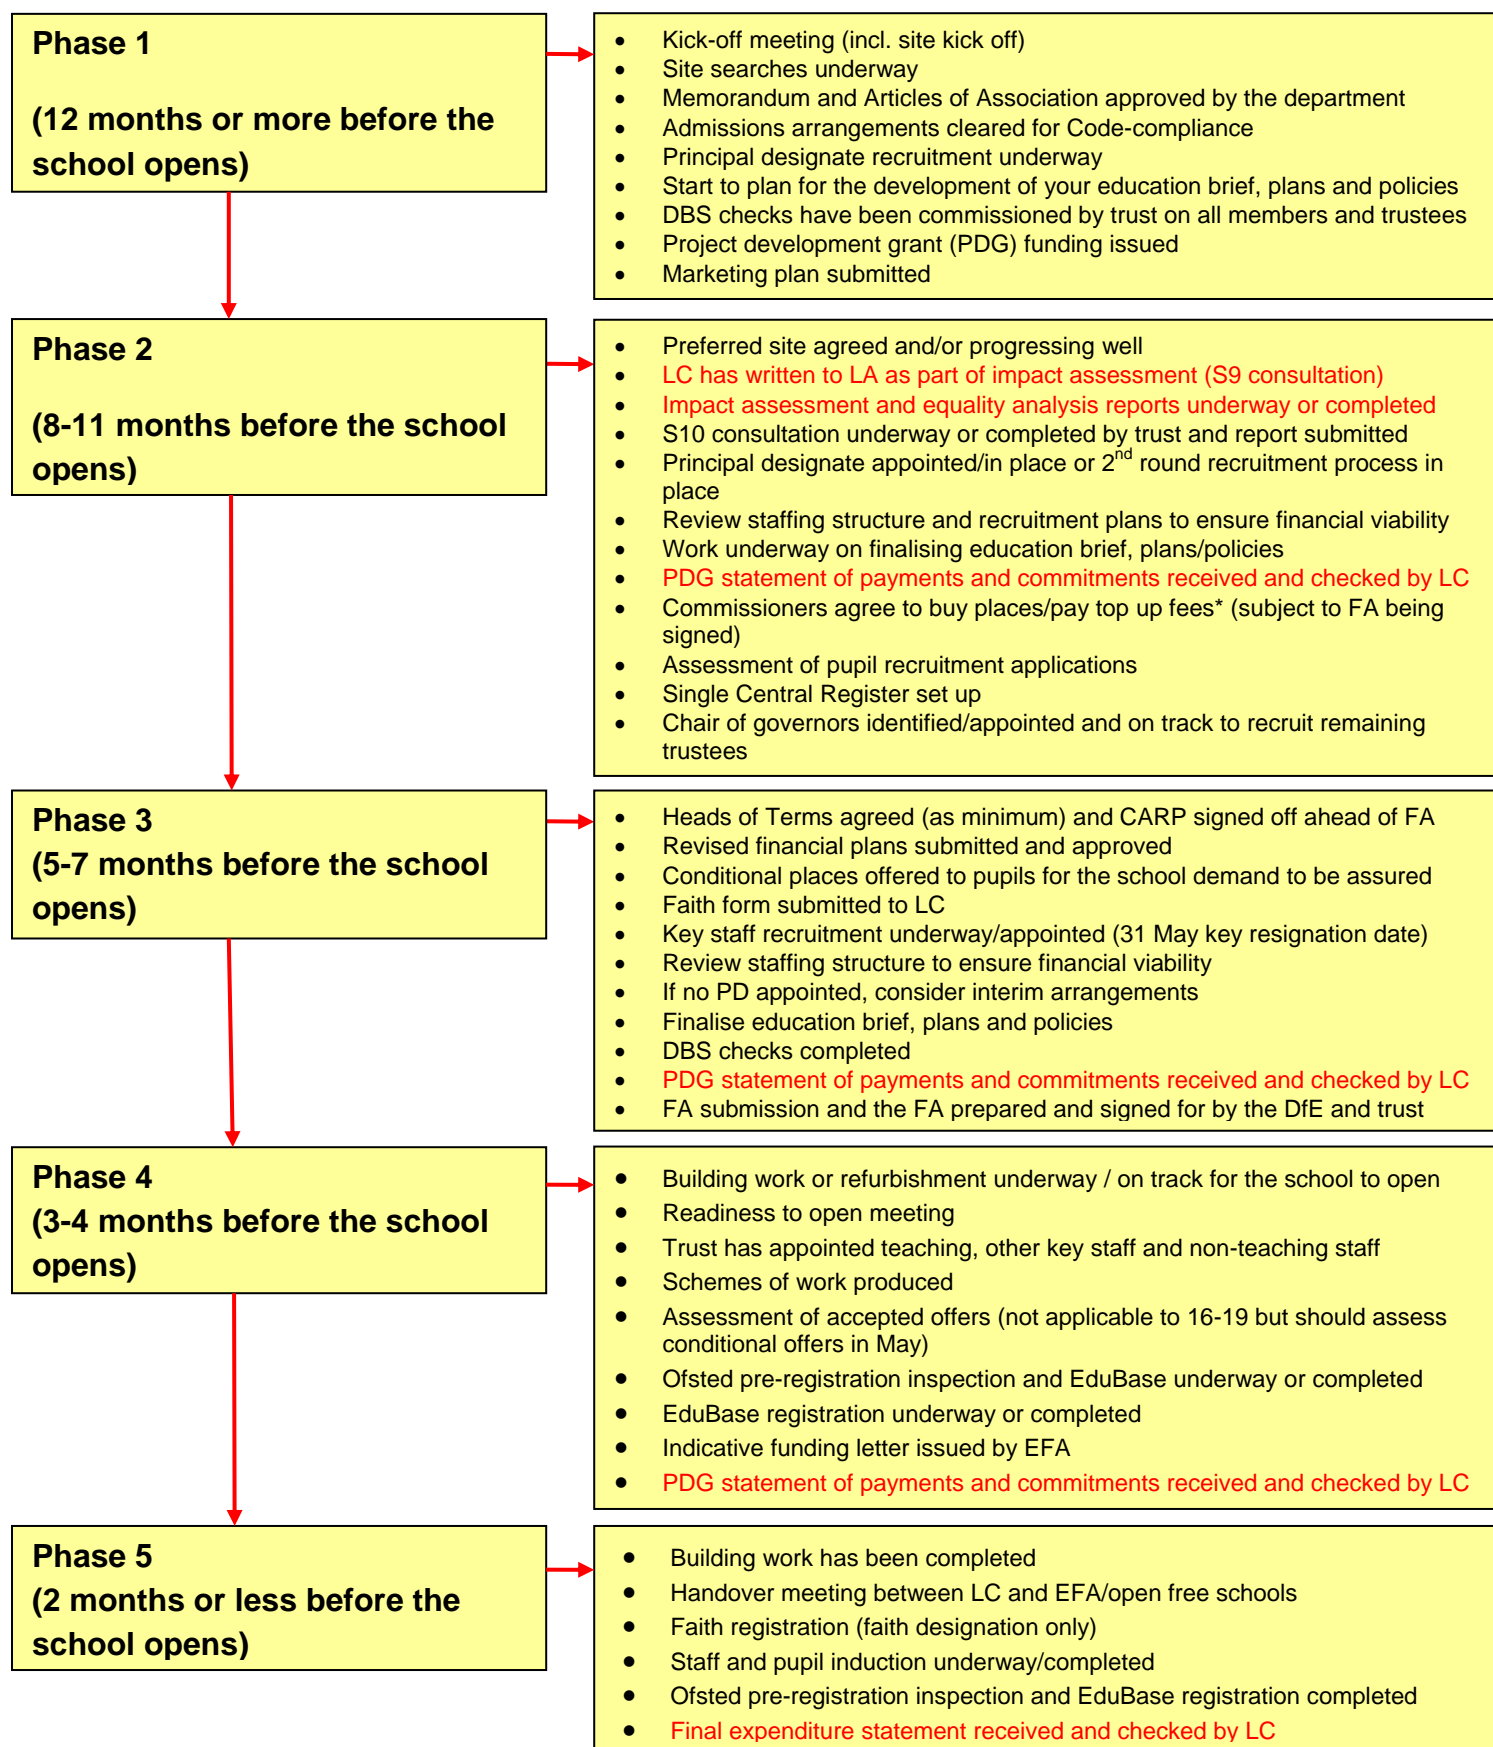 Phase 1
(12 months or more before the
school opens)
• Kick-off meeting (incl. site kick off)
• Site searches underway
• Memorandum and Articles of Association approved by the department
• Admissions arrangements cleared for Code-compliance
• Principal designate recruitment underway
• Start to plan for the development of your education brief, plans and policies
• DBS checks have been commissioned by trust on all members and trustees
• Project development grant (PDG) funding issued
• Marketing plan submitted
Phase 2
(8-11 months before the school
opens)
• Preferred site agreed and/or progressing well
• LC has written to LA as part of impact assessment (S9 consultation)
• Impact assessment and equality analysis reports underway or completed
• S10 consultation underway or completed by trust and report submitted
• Principal designate appointed/in place or 2nd round recruitment process in
place
• Review staffing structure and recruitment plans to ensure financial viability
• Work underway on finalising education brief, plans/policies
• PDG statement of payments and commitments received and checked by LC
• Commissioners agree to buy places/pay top up fees* (subject to FA being
signed)
• Assessment of pupil recruitment applications
• Single Central Register set up
• Chair of governors identified/appointed and on track to recruit remaining
trustees
Phase 3
(5-7 months before the school
opens)
• Heads of Terms agreed (as minimum) and CARP signed off ahead of FA
• Revised financial plans submitted and approved
• Conditional places offered to pupils for the school demand to be assured
• Faith form submitted to LC
• Key staff recruitment underway/appointed (31 May key resignation date)
• Review staffing structure to ensure financial viability
• If no PD appointed, consider interim arrangements
• Finalise education brief, plans and policies
• DBS checks completed
• PDG statement of payments and commitments received and checked by LC
• FA submission and the FA prepared and signed for by the DfE and trust
Phase 4
(3-4 months before the school
opens)
• Building work or refurbishment underway / on track for the school to open
• Readiness to open meeting
• Trust has appointed teaching, other key staff and non-teaching staff
• Schemes of work produced
• Assessment of accepted offers (not applicable to 16-19 but should assess
conditional offers in May)
• Ofsted pre-registration inspection and EduBase underway or completed
• EduBase registration underway or completed
• Indicative funding letter issued by EFA
• PDG statement of payments and commitments received and checked by LC
Phase 5
(2 months or less before the
school opens)
• Building work has been completed
• Handover meeting between LC and EFA/open free schools
• Faith registration (faith designation only)
• Staff and pupil induction underway/completed
• Ofsted pre-registration inspection and EduBase registration completed
• Final expenditure statement received and checked by LC